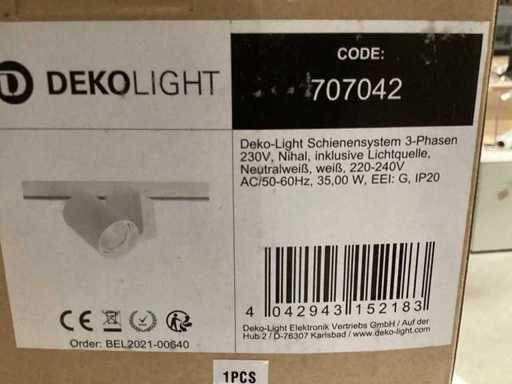 DEKOLIGHT
CODE:
707042
Deko-Light Schienensystem 3-Phasen
230V, Nihal, inklusive Lichtquelle,
Neutralweiß, weiß, 220-240V
AC/50-60Hz, 35,00 W, EEI: G, IP20
4 042943 152183
CE
Order: BEL2021-00640
Deko-Light Elektronik Vertriebs GmbH / Auf der
Hub 2 / D-76307 Karlsbad / www.deko-light.com
1PCS